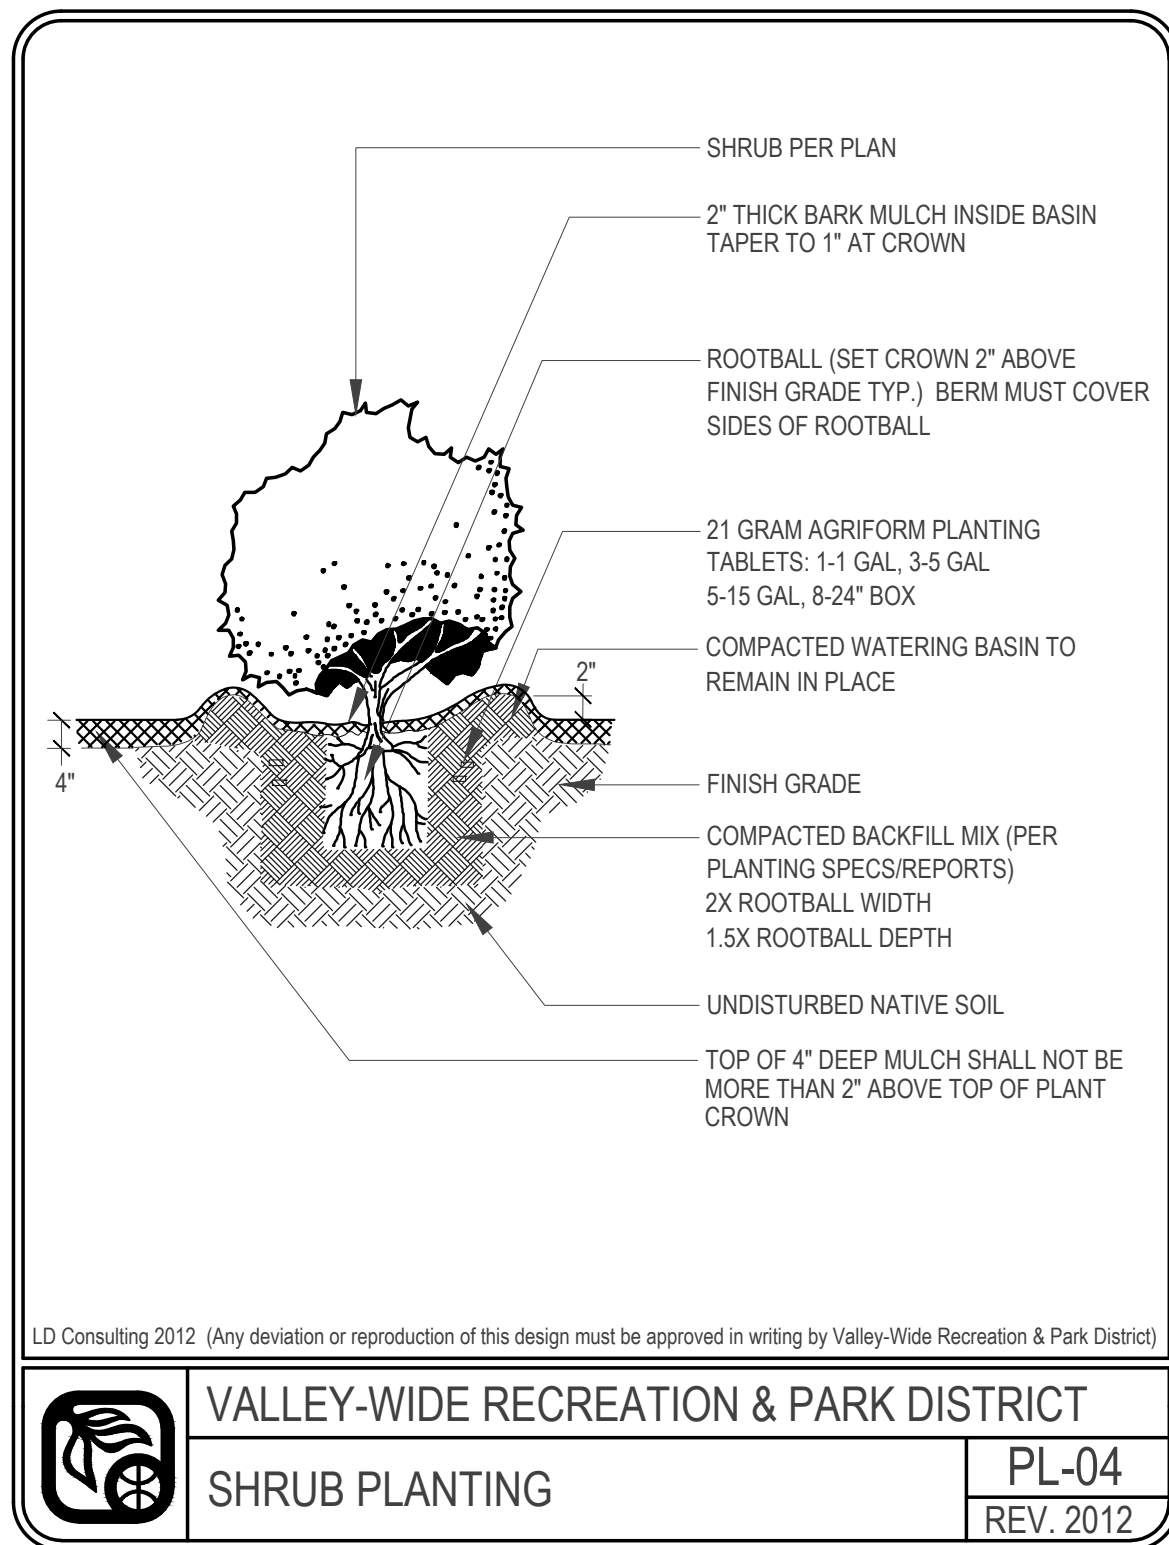 SHRUB PER PLAN
2" THICK BARK MULCH INSIDE BASIN
TAPER TO 1" AT CROWN
ROOTBALL (SET CROWN 2" ABOVE
FINISH GRADE TYP.) BERM MUST COVER
SIDES OF ROOTBALL
21 GRAM AGRIFORM PLANTING
TABLETS: 1-1 GAL, 3-5 GAL
5-15 GAL, 8-24" BOX
COMPACTED WATERING BASIN TO
REMAIN IN PLACE
2"
4"
FINISH GRADE
COMPACTED BACKFILL MIX (PER
PLANTING SPECS/REPORTS)
2X ROOTBALL WIDTH
1.5X ROOTBALL DEPTH
UNDISTURBED NATIVE SOIL
TOP OF 4" DEEP MULCH SHALL NOT BE
MORE THAN 2" ABOVE TOP OF PLANT
CROWN
LD Consulting 2012 (Any deviation or reproduction of this design must be approved in writing by Valley-Wide Recreation & Park District)
VALLEY-WIDE RECREATION & PARK DISTRICT
SHRUB PLANTING
PL-04
REV. 2012